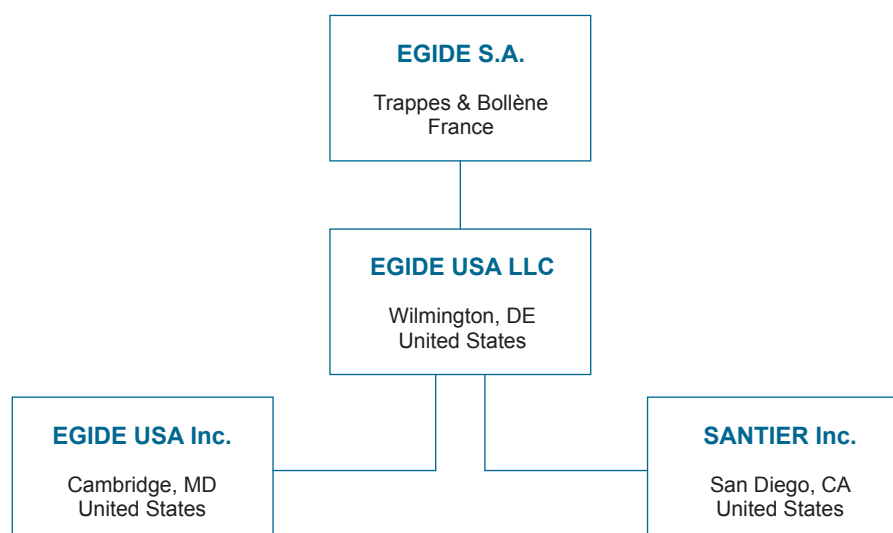 EGIDE S.A.
Trappes & Bollène
France
EGIDE USA LLC
Wilmington, DE
United States
EGIDE USA Inc.
Cambridge, MD
United States
SANTIER Inc.
San Diego, CA
United States